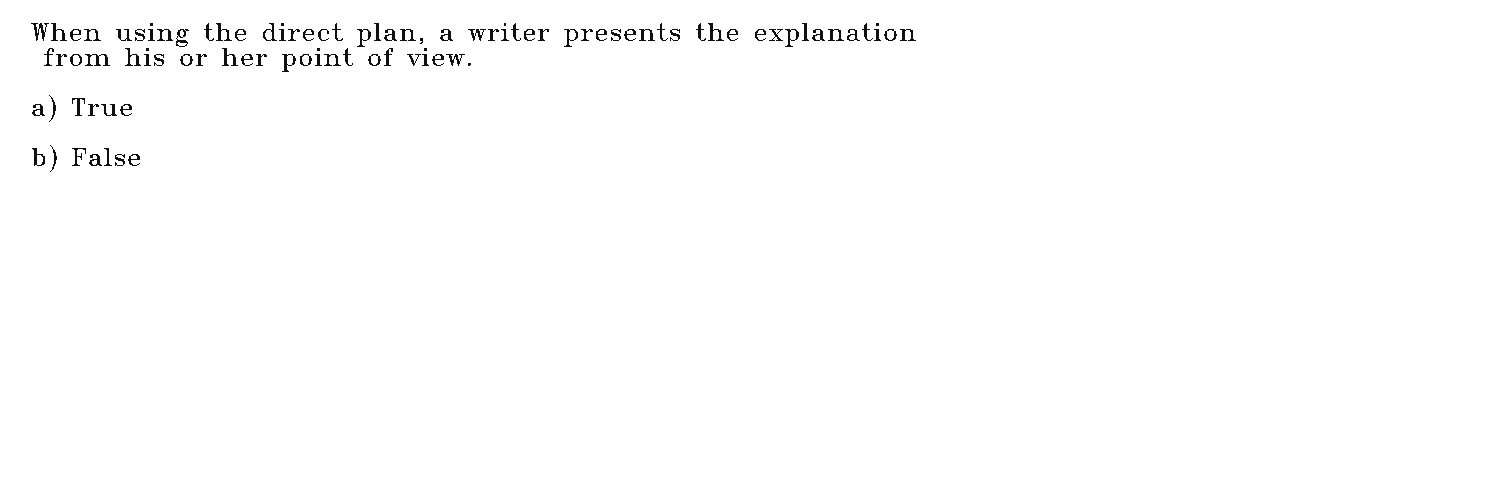 When using the direct plan, a writer presents the explanation
from his or her point of view.
a) True
b) False